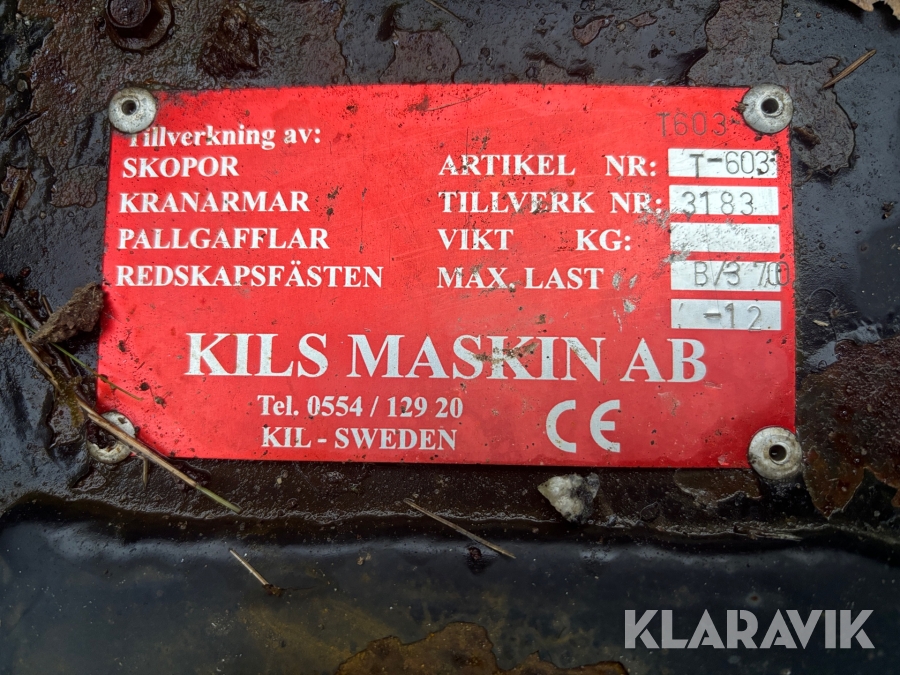 Tillverkning av:
SKOPOR
KRANARMAR
PALLGAFFLAR
REDSKAPSFÄSTEN
T603
ARTIKEL NR: T-603
TILLVERK NR: 3183
VIKT KG:
MAX. LAST B/3700
-12
KILS MASKIN AB
Tel. 0554 / 129 20
KIL - SWEDEN
CE
KLARAVIK